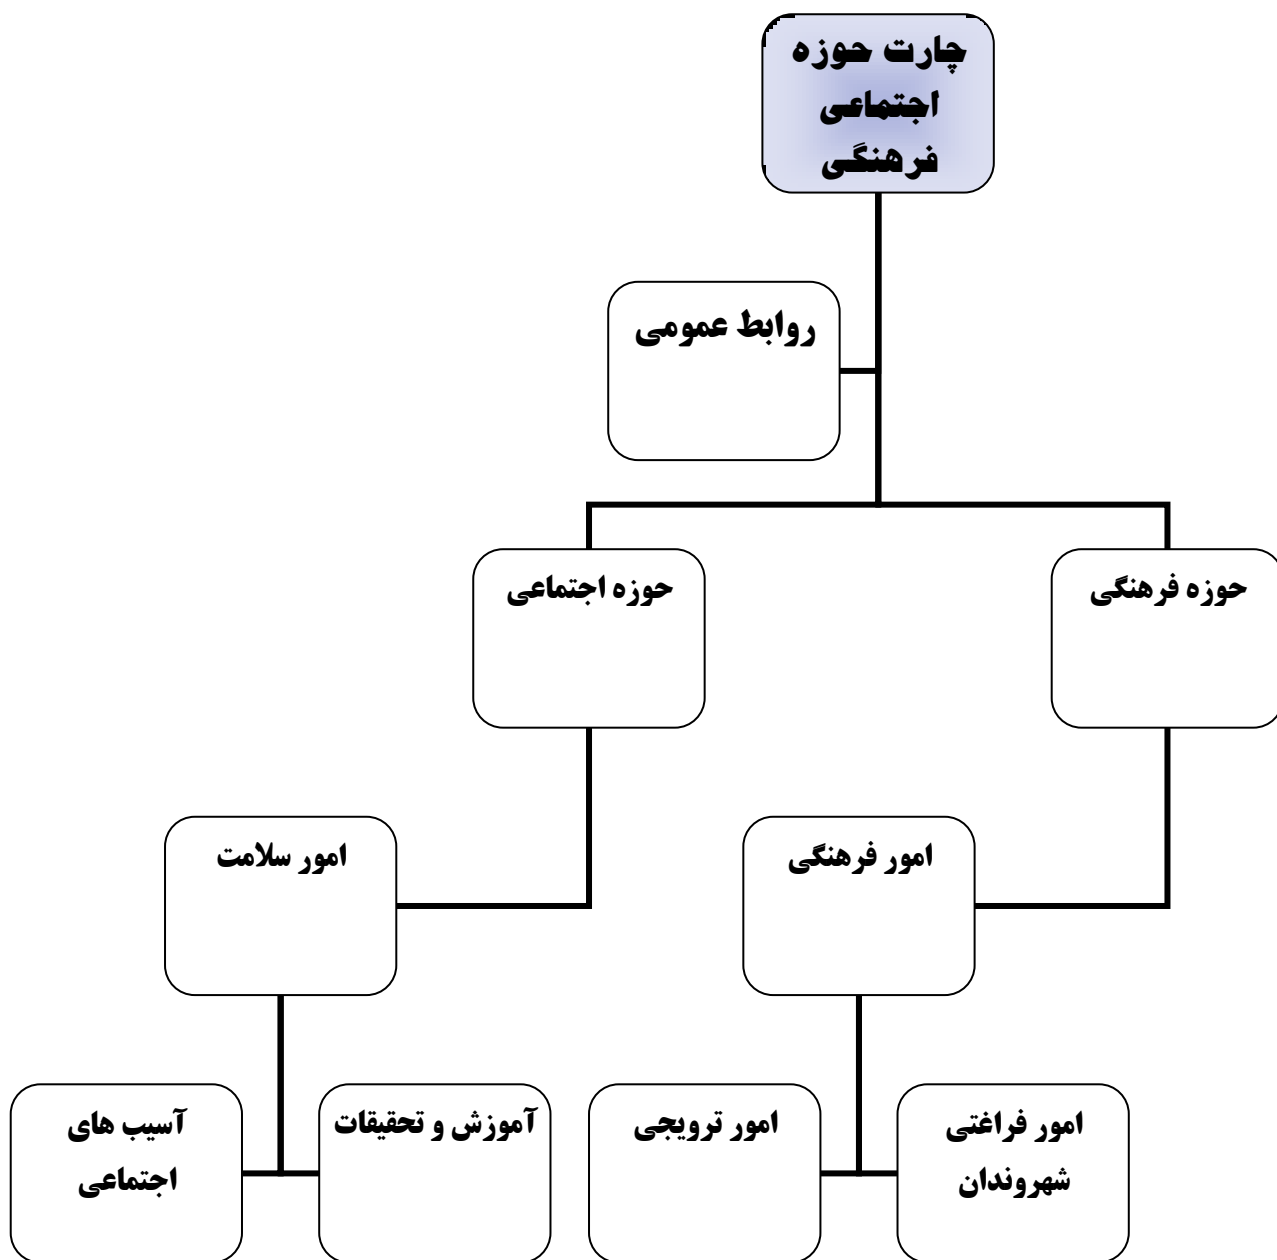 چارت حوزه
اجتماعی
فرهنگی
روابط عمومی
حوزه فرهنگی
حوزه اجتماعی
امور فرهنگی
امور سلامت
امور فراغتی
شهروندان
امور ترویجی
آموزش و تحقیقات
آسیب های
اجتماعی